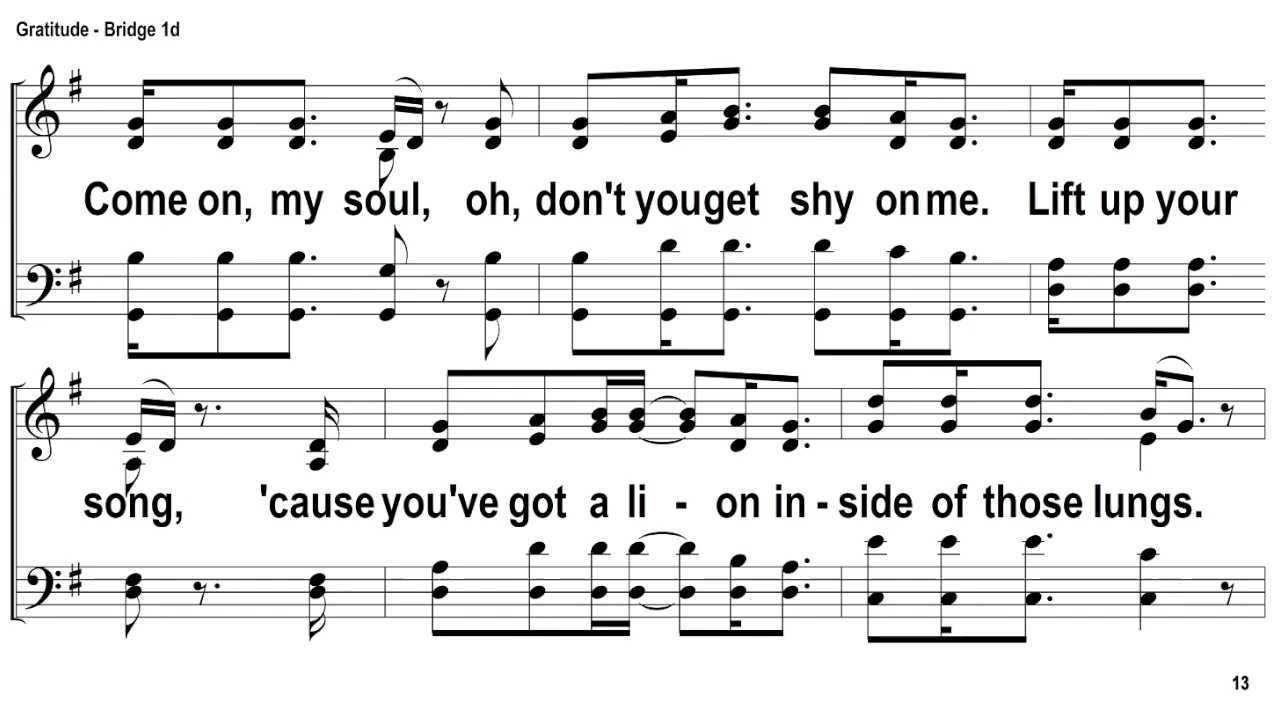 Gratitude - Bridge 1d
Come on, my soul, oh, don't you get shy on me. Lift up your
song, 'cause you've got a li - on in - side of those lungs.
13